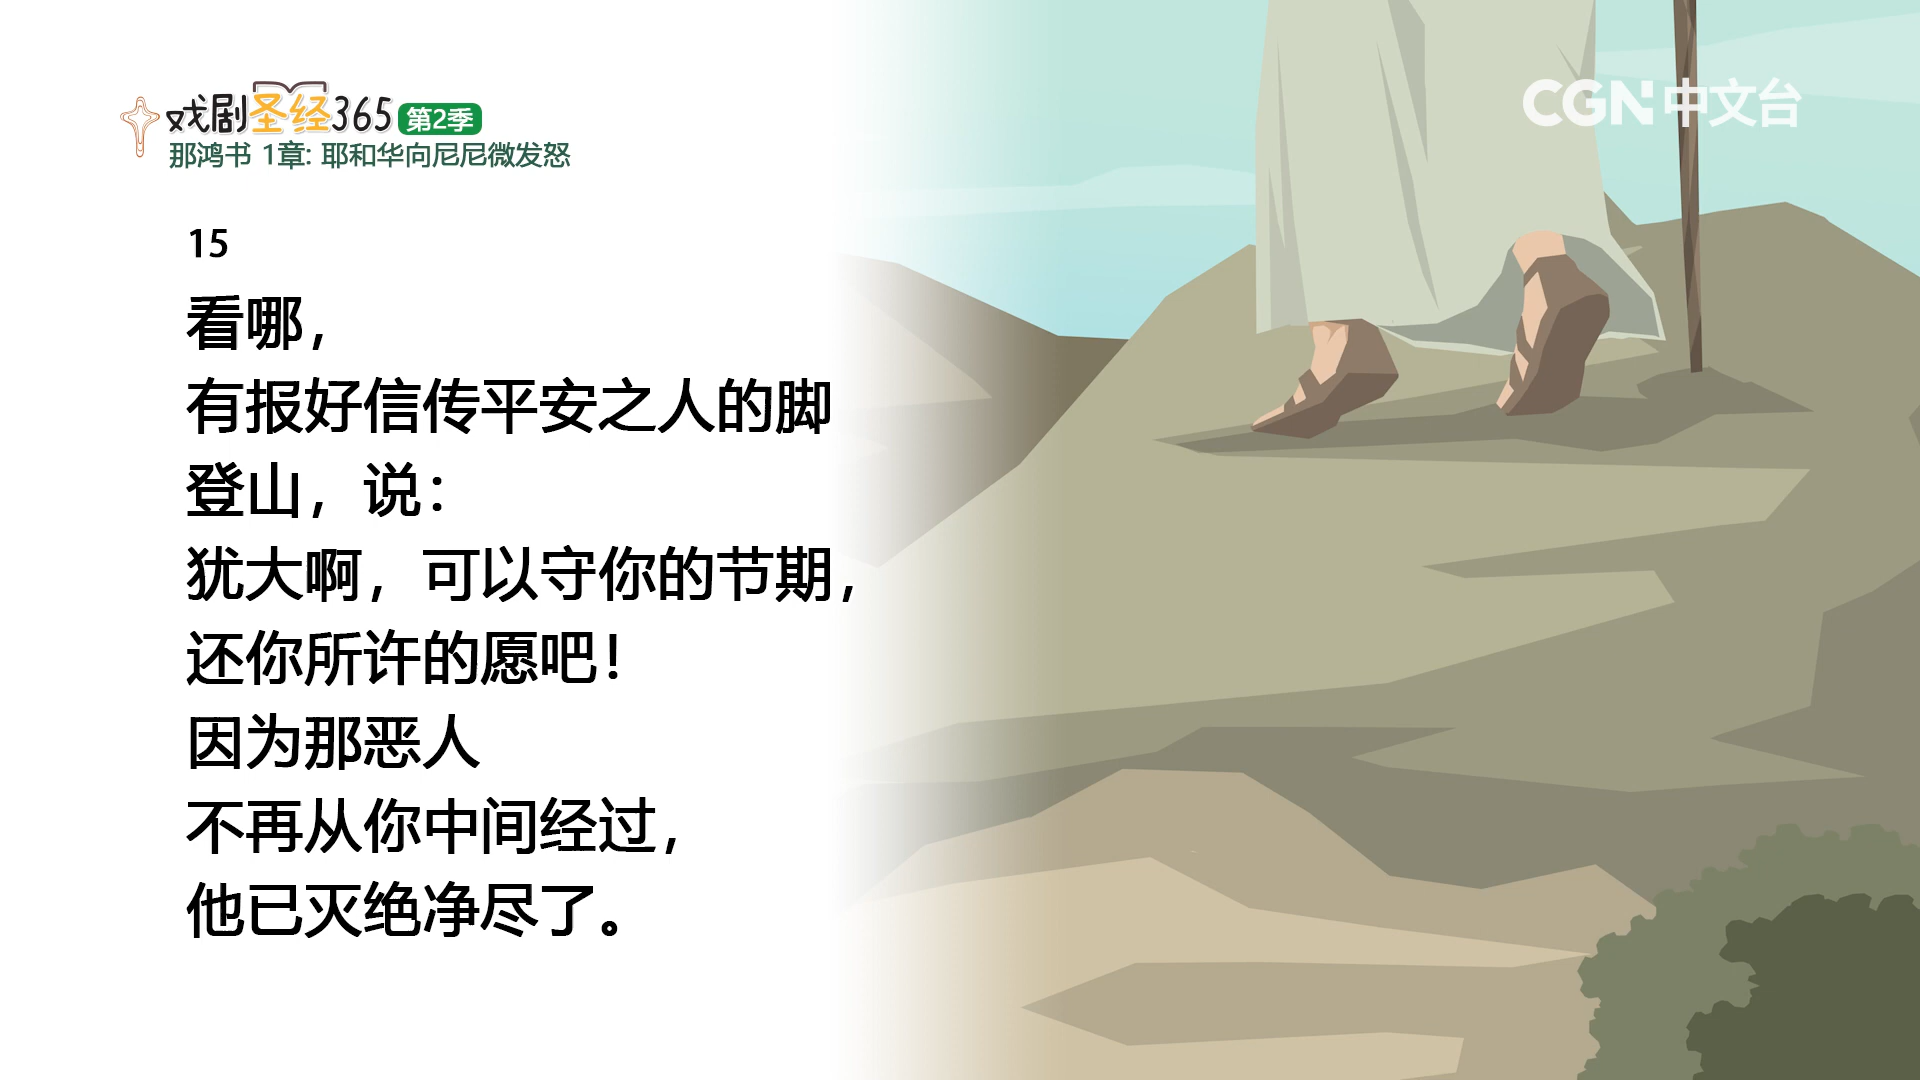 戏剧圣经365 第2季
那鸿书 1章: 耶和华向尼尼微发怒
CGN中文台
15
看哪，
有报好信传平安之人的脚
登山，说：
犹大啊，可以守你的节期，
还你所许的愿吧！
因为那恶人
不再从你中间经过，
他已灭绝净尽了。